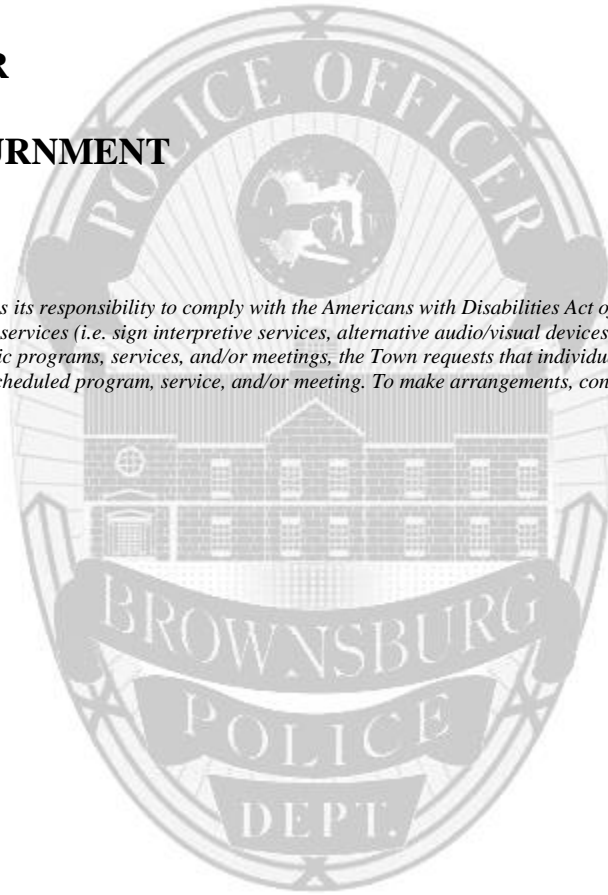 R
URNMENT
POLICE OFFICER
s its responsibility to comply with the Americans with Disabilities Act o
services (i.e. sign interpretive services, alternative audio/visual devices
ic programs, services, and/or meetings, the Town requests that individu
cheduled program, service, and/or meeting. To make arrangements, con
BROWNSBURG
POLICE
DEPT.